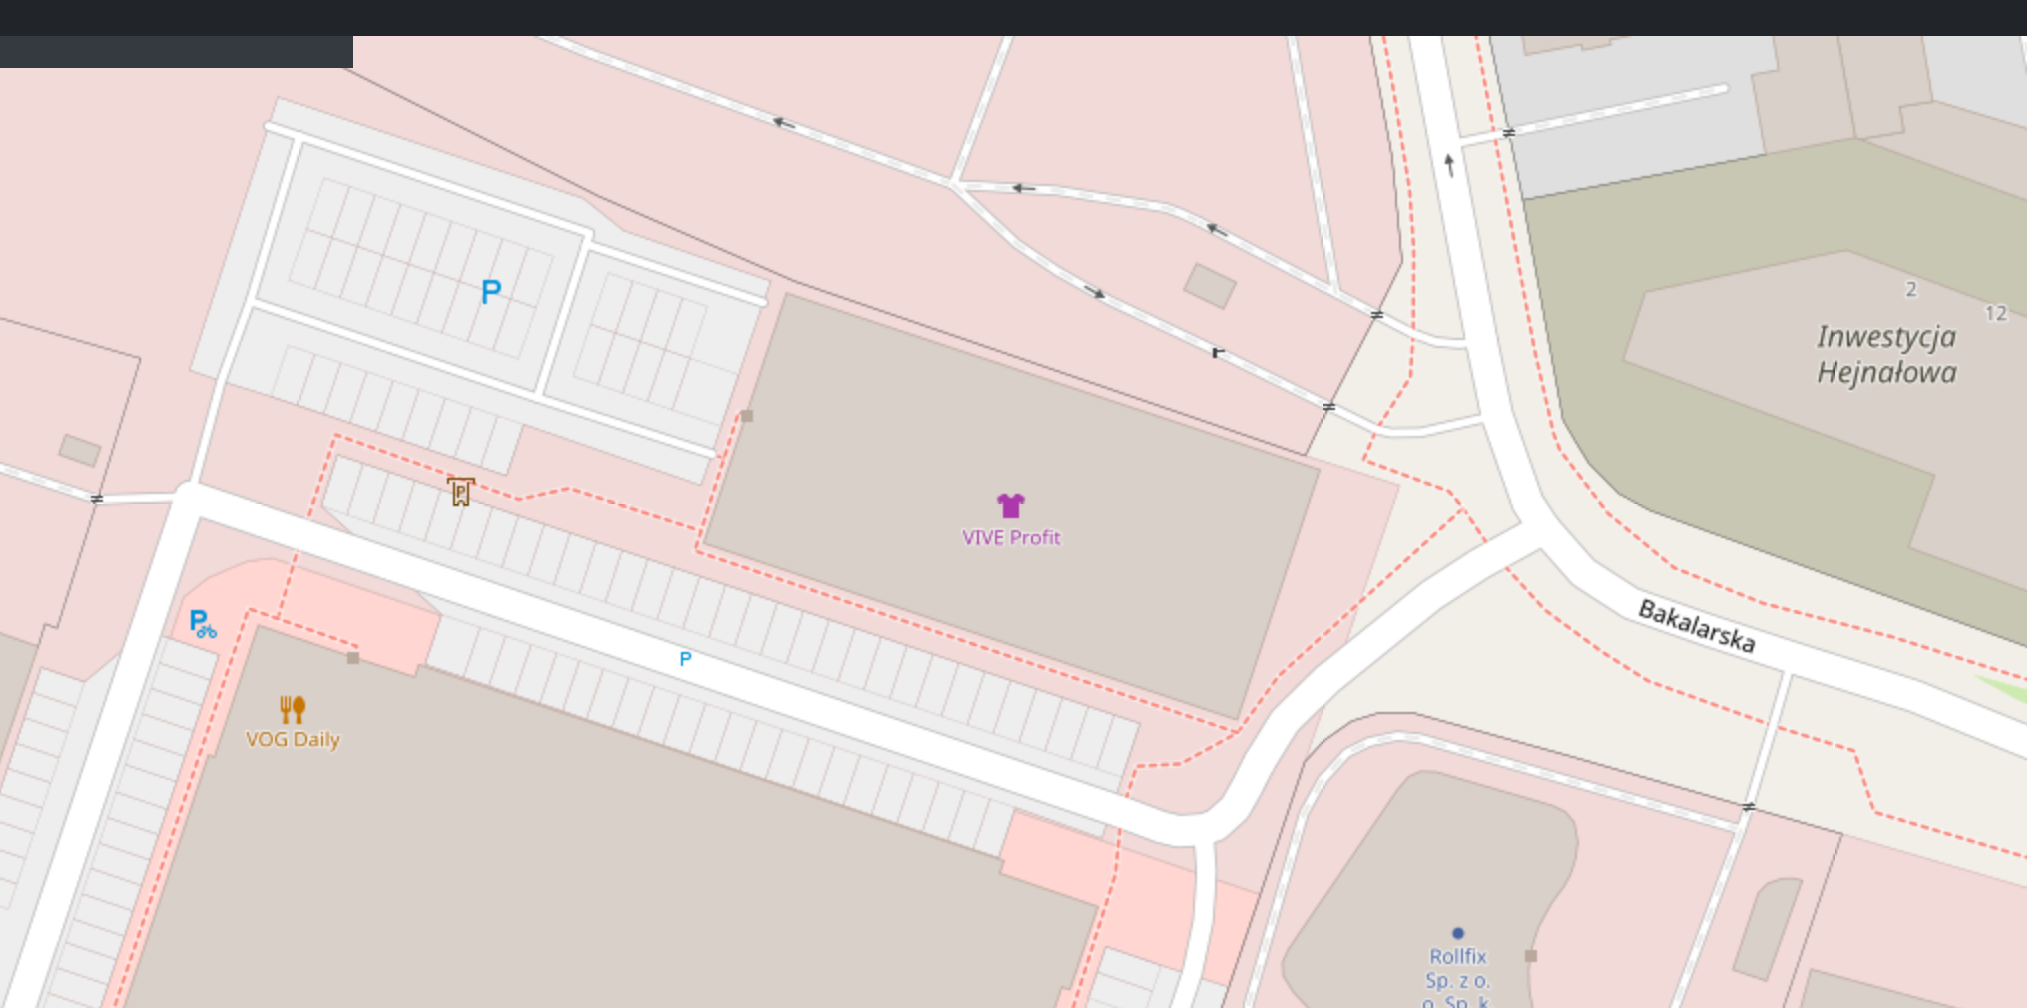 P
2
12
Inwestycja
Hejnałowa
P
VIVE Profit
P
Bakalarska
P
VOG Daily
Rollfix
Sp. z o.
o. Sp. k